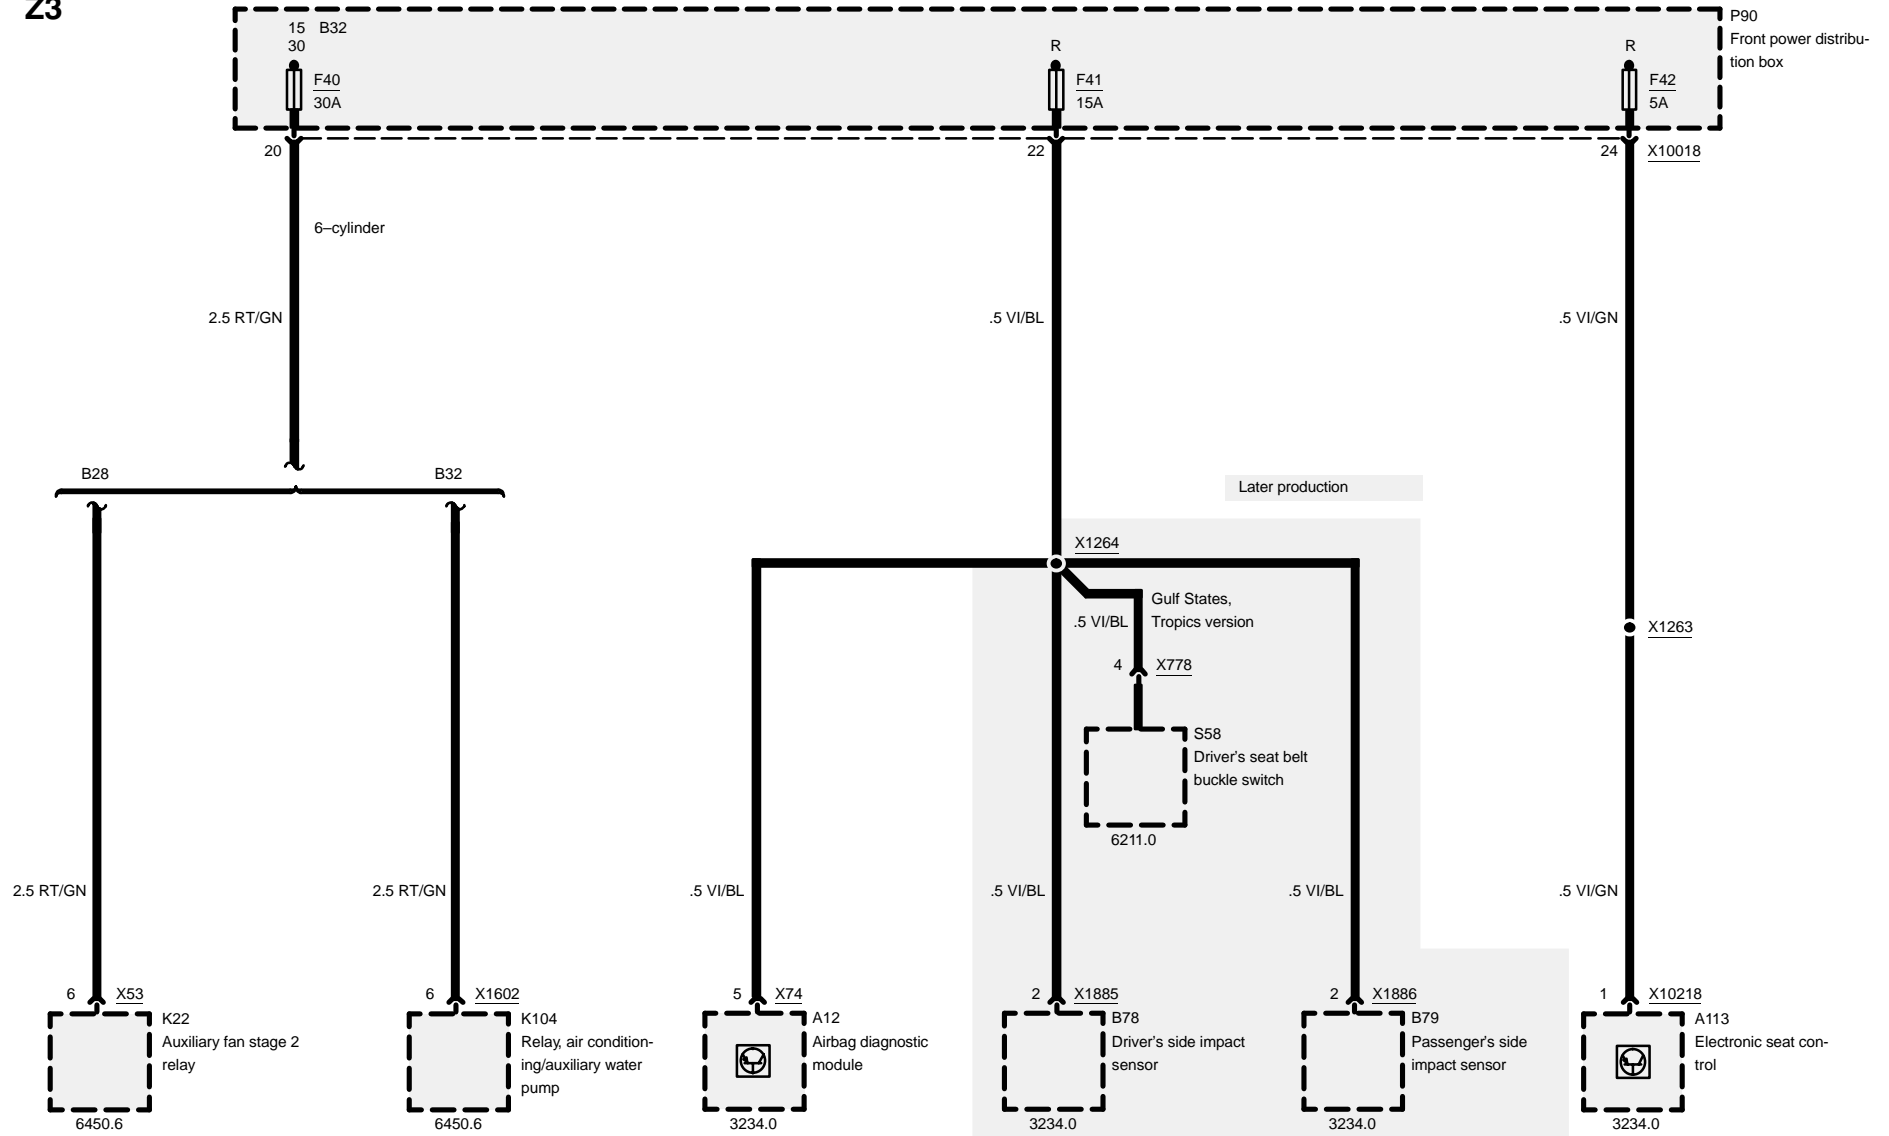 Z3
15 B32
30
R
R
P90
Front power distribu-
tion box
F40
30A
F41
15A
F42
5A
20
22
24 X10018
6–cylinder
2.5 RT/GN
.5 VI/BL
.5 VI/GN
B28
B32
Later production
X1264
Gulf States,
Tropics version
.5 VI/BL
X1263
4 X778
S58
Driver's seat belt
buckle switch
6211.0
2.5 RT/GN
2.5 RT/GN
.5 VI/BL
.5 VI/BL
.5 VI/BL
.5 VI/GN
6 X53
6 X1602
5 X74
2 X1885
2 X1886
1 X10218
K22
Auxiliary fan stage 2
relay
6450.6
K104
Relay, air condition-
ing/auxiliary water
pump
6450.6
A12
Airbag diagnostic
module
3234.0
B78
Driver's side impact
sensor
3234.0
B79
Passenger's side
impact sensor
3234.0
A113
Electronic seat con-
trol
3234.0